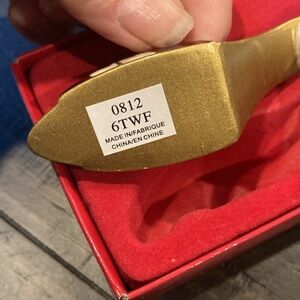 0812
6TWF
MADE IN/FABRIQUE
CHINA/EN CHINE